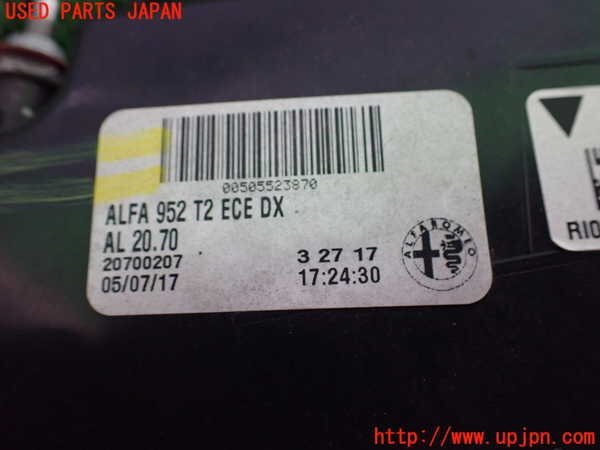 USED PARTS JAPAN
00505523870
ALFA 952 T2 ECE DX
AL 20.70
20700207
3 27 17
05/07/17
17:24:30
ALFA ROMEO
RIO
http://www.upjpn.com/